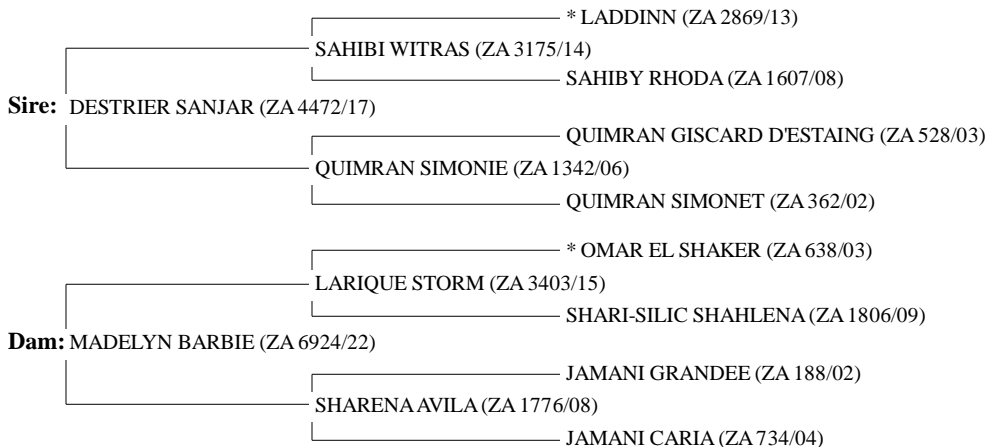 * LADDINN (ZA 2869/13)
SAHIBI WITRAS (ZA 3175/14)
SAHIBY RHODA (ZA 1607/08)
Sire: DESTRIER SANJAR (ZA 4472/17)
QUIMRAN GISCARD D'ESTAING (ZA 528/03)
QUIMRAN SIMONIE (ZA 1342/06)
QUIMRAN SIMONET (ZA 362/02)
* OMAR EL SHAKER (ZA 638/03)
LARIQUE STORM (ZA 3403/15)
SHARI-SILIC SHAHLENA (ZA 1806/09)
Dam: MADELYN BARBIE (ZA 6924/22)
JAMANI GRANDEE (ZA 188/02)
SHARENA AVILA (ZA 1776/08)
JAMANI CARIA (ZA 734/04)